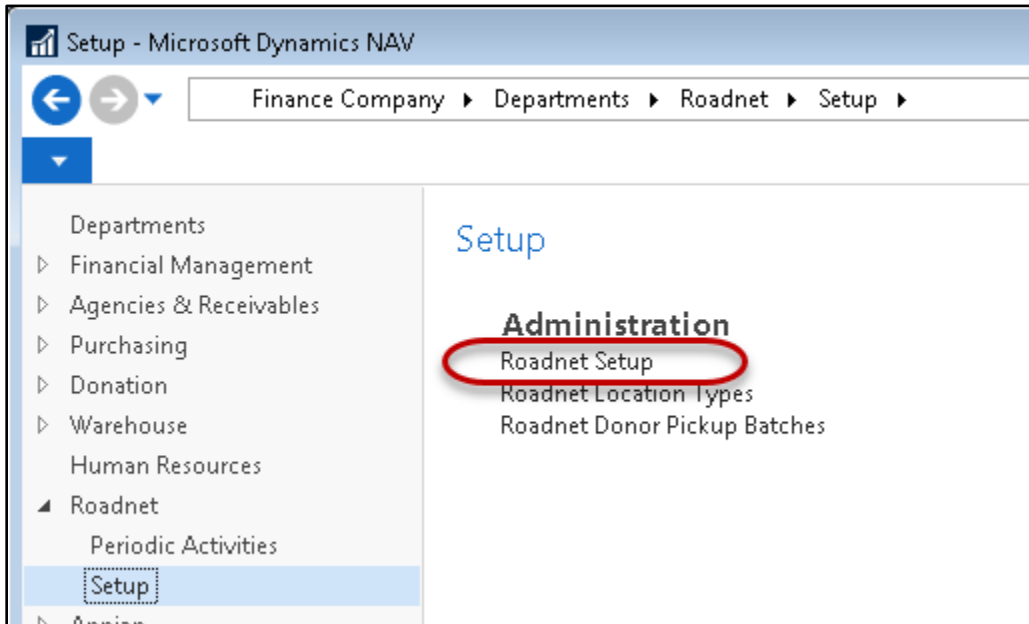 Setup - Microsoft Dynamics NAV
Finance Company ▸ Departments ▸ Roadnet ▸ Setup ▸
Departments
Financial Management
Agencies & Receivables
Purchasing
Donation
Warehouse
Human Resources
Roadnet
Periodic Activities
Setup
Setup
Administration
Roadnet Setup
Roadnet Location Types
Roadnet Donor Pickup Batches